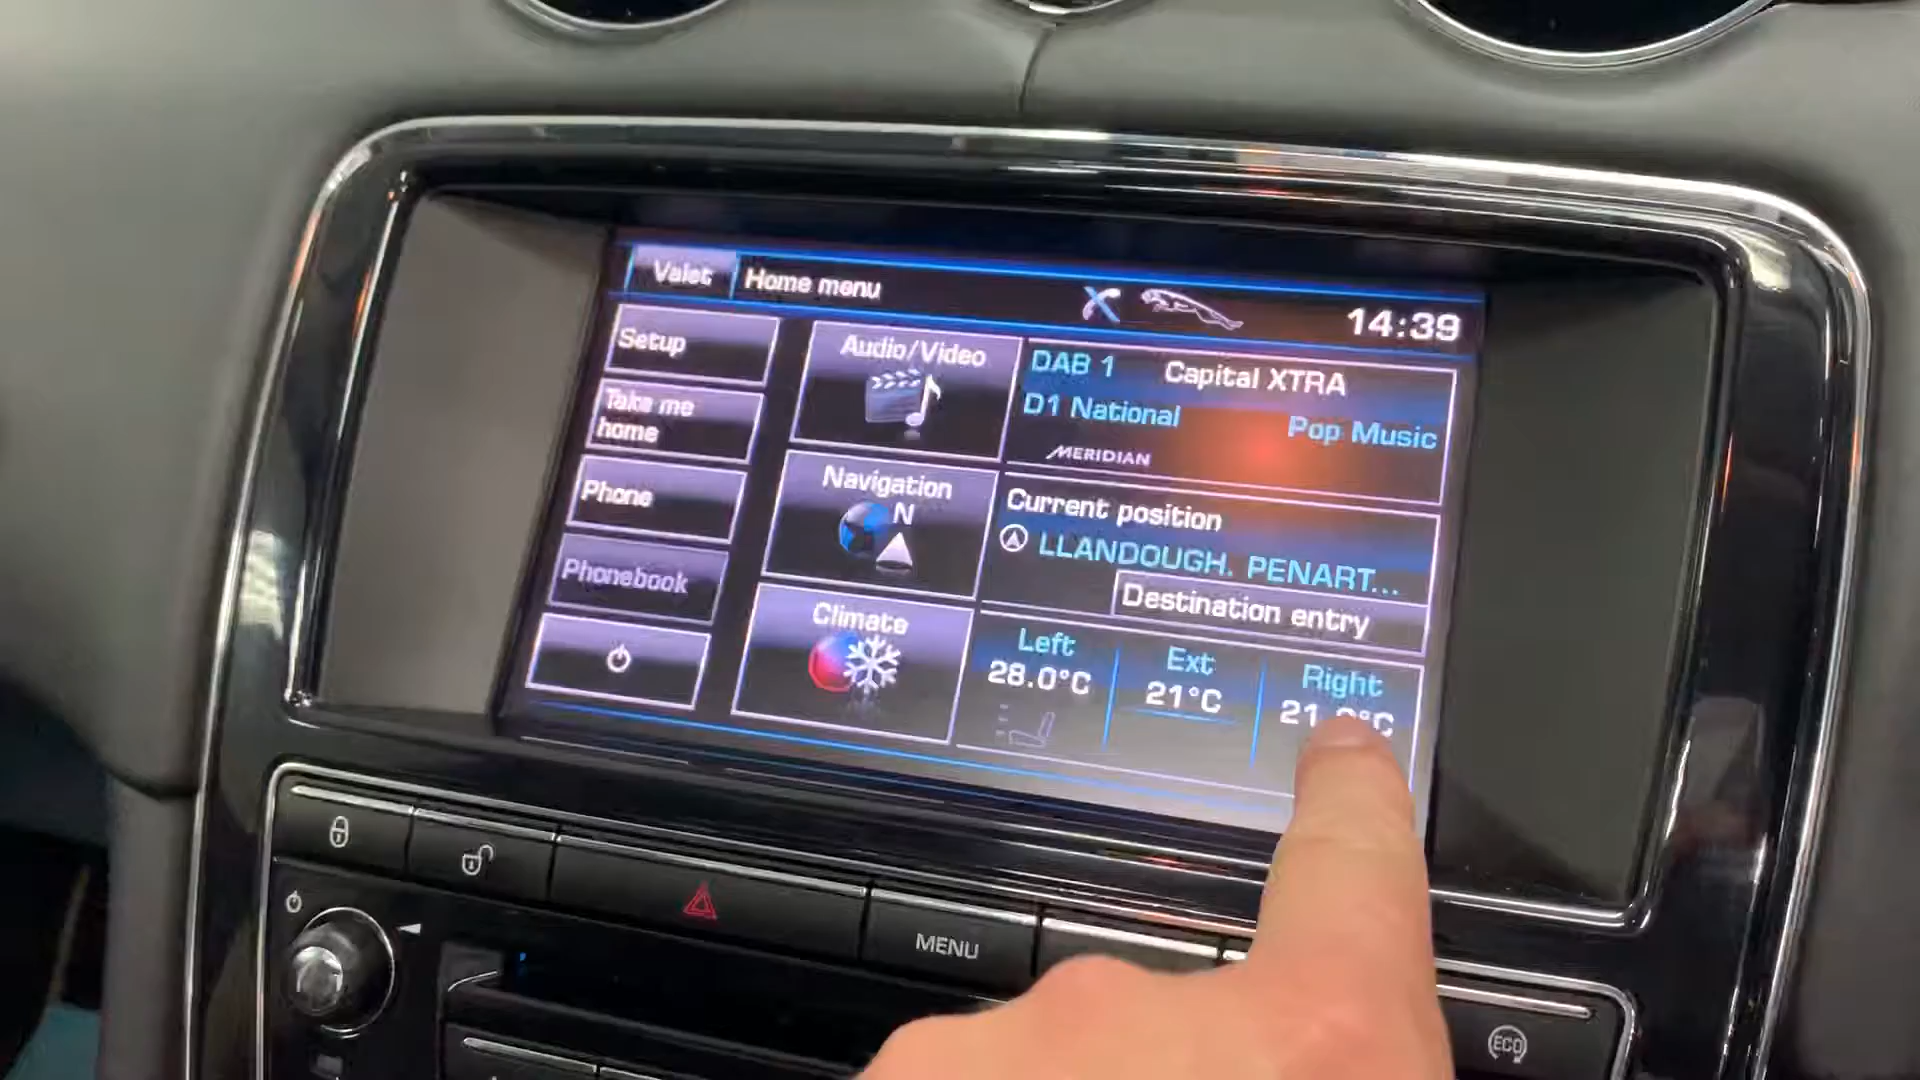 Valet Home menu
14:39
Setup
Take me
home
Phone
Phonebook
Audio/Video
DAB 1 Capital XTRA
D1 National Pop Music
MERIDIAN
Navigation
N
Current position
LLANDOUGH, PENART...
Destination entry
Climate
Left
28.0°C
Ext
21°C
Right
MENU
ECO